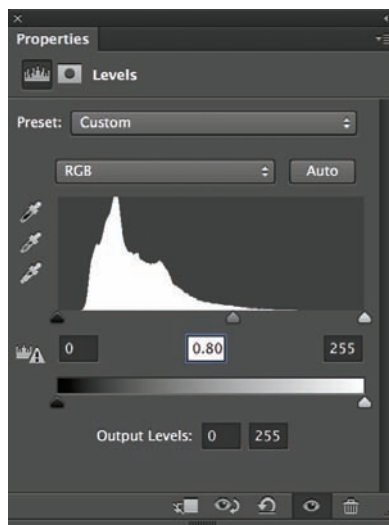 Properties
Levels
Preset: Custom
RGB Auto
0 0.80 255
Output Levels: 0 255